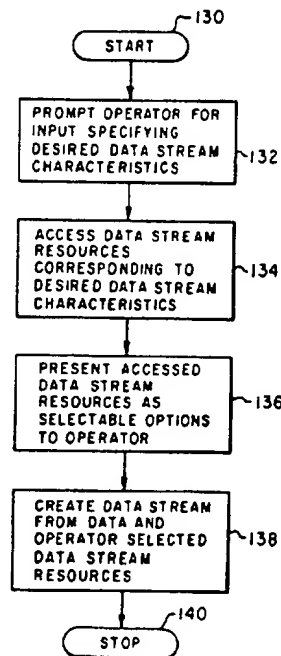 130
START
PROMPT OPERATOR FOR
INPUT SPECIFYING
DESIRED DATA STREAM
CHARACTERISTICS
132
ACCESS DATA STREAM
RESOURCES
CORRESPONDING TO
DESIRED DATA STREAM
CHARACTERISTICS
134
PRESENT ACCESSED
DATA STREAM
RESOURCES AS
SELECTABLE OPTIONS
TO OPERATOR
136
CREATE DATA STREAM
FROM DATA AND
OPERATOR SELECTED
DATA STREAM
RESOURCES
138
140
STOP